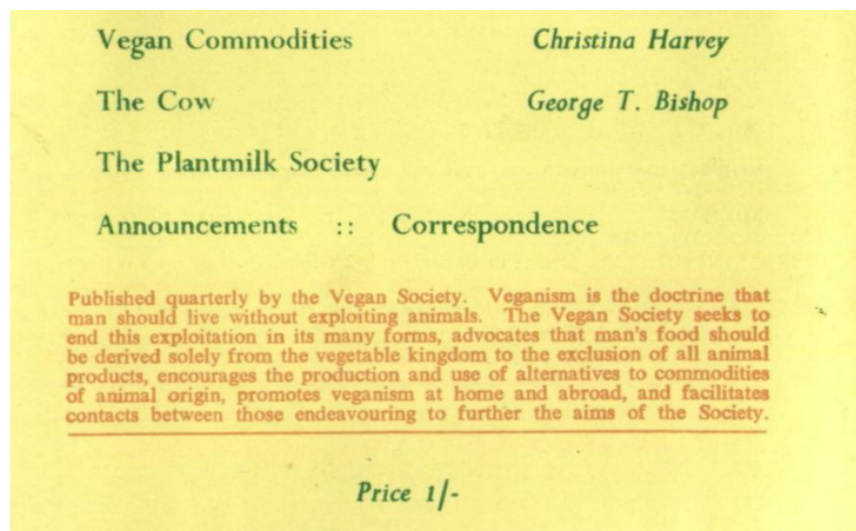 Vegan Commodities Christina Harvey
The Cow George T. Bishop
The Plantmilk Society
Announcements :: Correspondence
Published quarterly by the Vegan Society. Veganism is the doctrine that
man should live without exploiting animals. The Vegan Society seeks to
end this exploitation in its many forms, advocates that man's food should
be derived solely from the vegetable kingdom to the exclusion of all animal
products, encourages the production and use of alternatives to commodities
of animal origin, promotes veganism at home and abroad, and facilitates
contacts between those endeavouring to further the aims of the Society.
Price 1/-